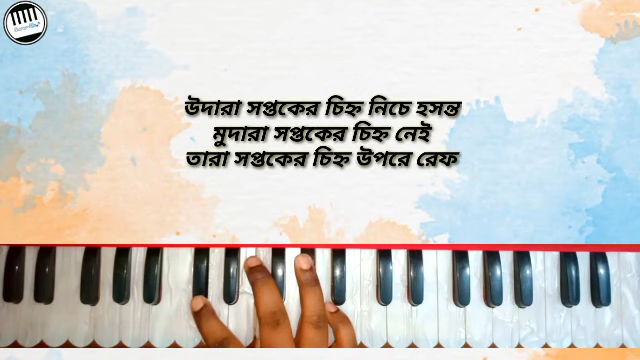 উদারা সপ্তকের চিহ্ন নিচে হসন্ত
মুদারা সপ্তকের চিহ্ন নেই
তারা সপ্তকের চিহ্ন উপরে রেফ